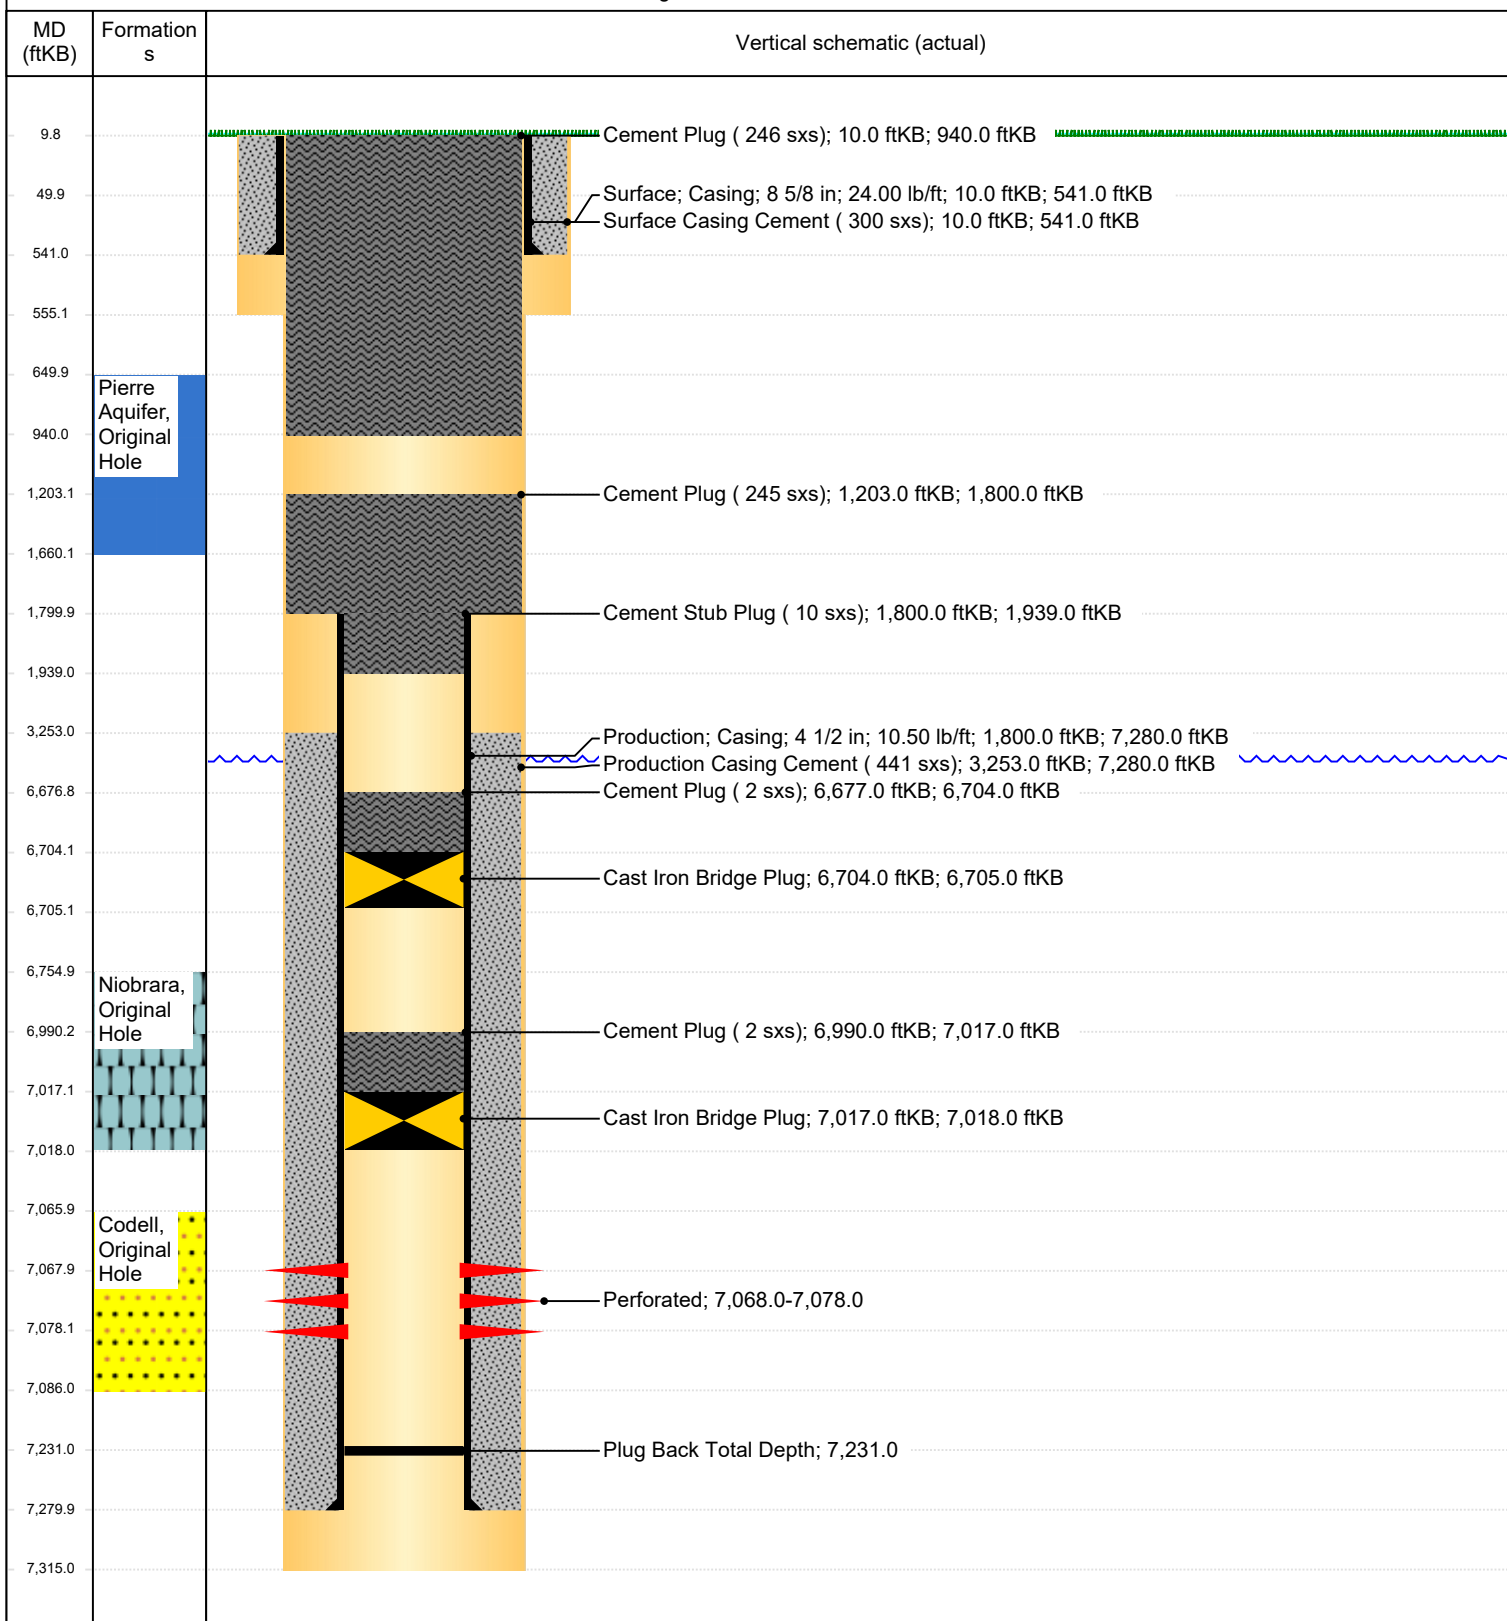 MD
(ftKB)
Formation
s
Vertical schematic (actual)
9.8
49.9
541.0
555.1
649.9
940.0
1,203.1
1,660.1
1,799.9
1,939.0
3,253.0
6,676.8
6,704.1
6,705.1
6,754.9
6,990.2
7,017.1
7,018.0
7,065.9
7,067.9
7,078.1
7,086.0
7,231.0
7,279.9
7,315.0
Pierre
Aquifer,
Original
Hole
Niobrara,
Original
Hole
Codell,
Original
Hole
Cement Plug ( 246 sxs); 10.0 ftKB; 940.0 ftKB
Surface; Casing; 8 5/8 in; 24.00 lb/ft; 10.0 ftKB; 541.0 ftKB
Surface Casing Cement ( 300 sxs); 10.0 ftKB; 541.0 ftKB
Cement Plug ( 245 sxs); 1,203.0 ftKB; 1,800.0 ftKB
Cement Stub Plug ( 10 sxs); 1,800.0 ftKB; 1,939.0 ftKB
Production; Casing; 4 1/2 in; 10.50 lb/ft; 1,800.0 ftKB; 7,280.0 ftKB
Production Casing Cement ( 441 sxs); 3,253.0 ftKB; 7,280.0 ftKB
Cement Plug ( 2 sxs); 6,677.0 ftKB; 6,704.0 ftKB
Cast Iron Bridge Plug; 6,704.0 ftKB; 6,705.0 ftKB
Cement Plug ( 2 sxs); 6,990.0 ftKB; 7,017.0 ftKB
Cast Iron Bridge Plug; 7,017.0 ftKB; 7,018.0 ftKB
Perforated; 7,068.0-7,078.0
Plug Back Total Depth; 7,231.0